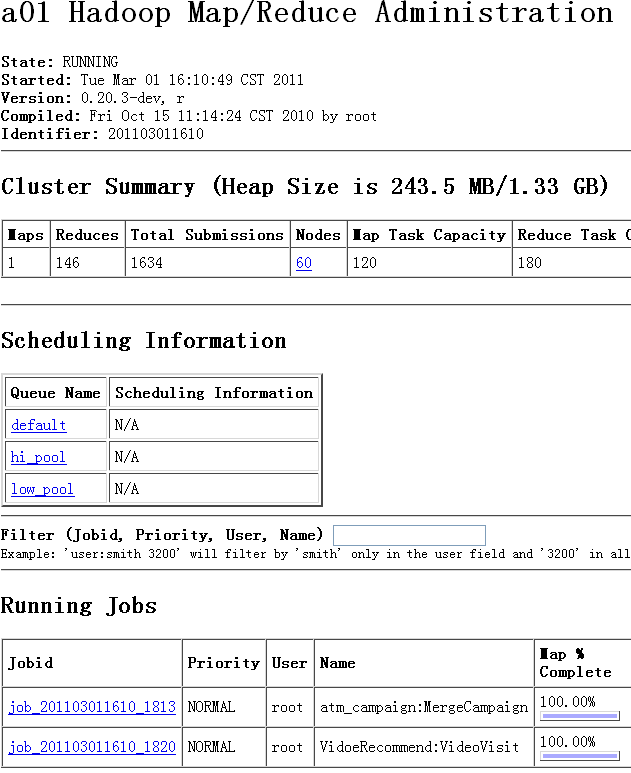 a01 Hadoop Map/Reduce Administration
State: RUNNING
Started: Tue Mar 01 16:10:49 CST 2011
Version: 0.20.3-dev, r
Compiled: Fri Oct 15 11:14:24 CST 2010 by root
Identifier: 201103011610
Cluster Summary (Heap Size is 243.5 MB/1.33 GB)
Maps Reduces Total Submissions Nodes Map Task Capacity Reduce Task
1 146 1634 60 120 180
Scheduling Information
Queue Name Scheduling Information
default N/A
hi_pool N/A
low_pool N/A
Filter (Jobid, Priority, User, Name)
Example: 'user:smith 3200' will filter by 'smith' only in the user field and '3200' in all
Running Jobs
Jobid Priority User Name Map % Complete
job_201103011610_1813 NORMAL root atm_campaign:MergeCampaign 100.00%
job_201103011610_1820 NORMAL root VidoeRecommend:VideoVisit 100.00%